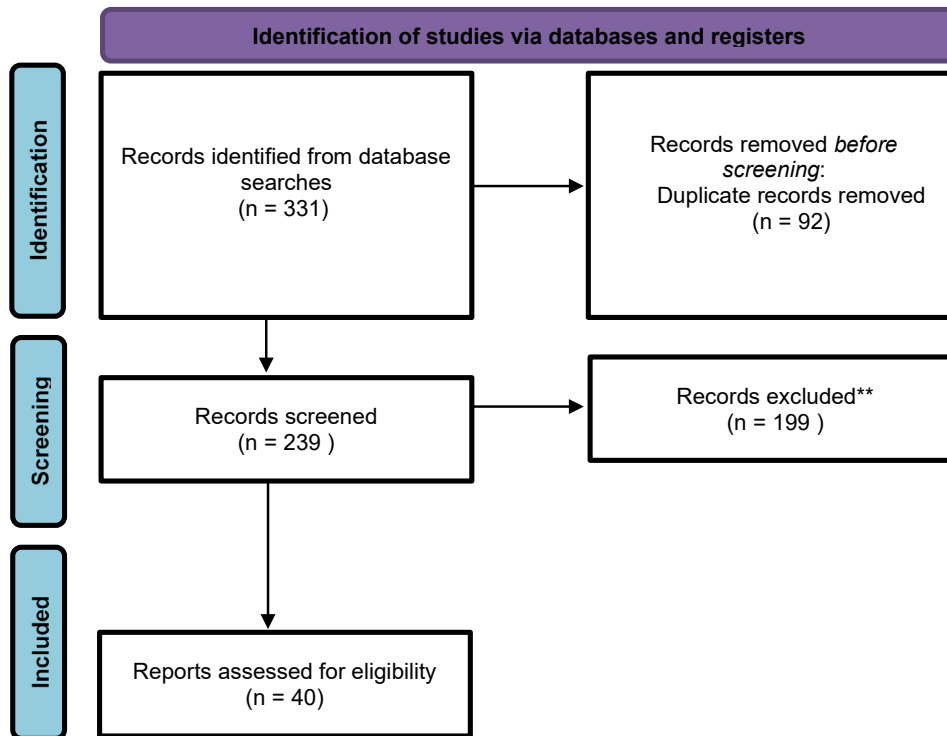 Identification of studies via databases and registers
Identification
Records identified from database
searches
(n = 331)
Records removed before
screening:
Duplicate records removed
(n = 92)
Screening
Records screened
(n = 239 )
Records excluded**
(n = 199 )
Included
Reports assessed for eligibility
(n = 40)